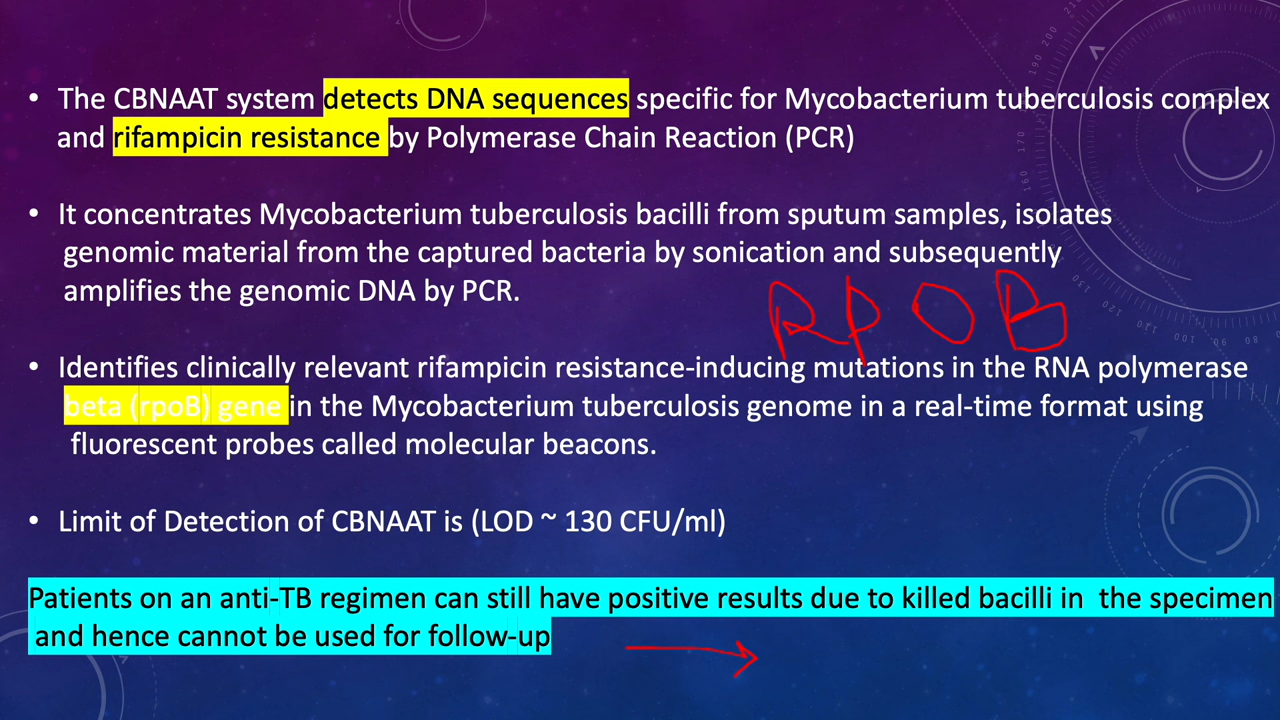 • The CBNAAT system detects DNA sequences specific for Mycobacterium tuberculosis complex
and rifampicin resistance by Polymerase Chain Reaction (PCR)
• It concentrates Mycobacterium tuberculosis bacilli from sputum samples, isolates
genomic material from the captured bacteria by sonication and subsequently
amplifies the genomic DNA by PCR.
RPOB
• Identifies clinically relevant rifampicin resistance-inducing mutations in the RNA polymerase
beta (rpoB) gene in the Mycobacterium tuberculosis genome in a real-time format using
fluorescent probes called molecular beacons.
• Limit of Detection of CBNAAT is (LOD ~ 130 CFU/ml)
Patients on an anti-TB regimen can still have positive results due to killed bacilli in the specimen
and hence cannot be used for follow-up